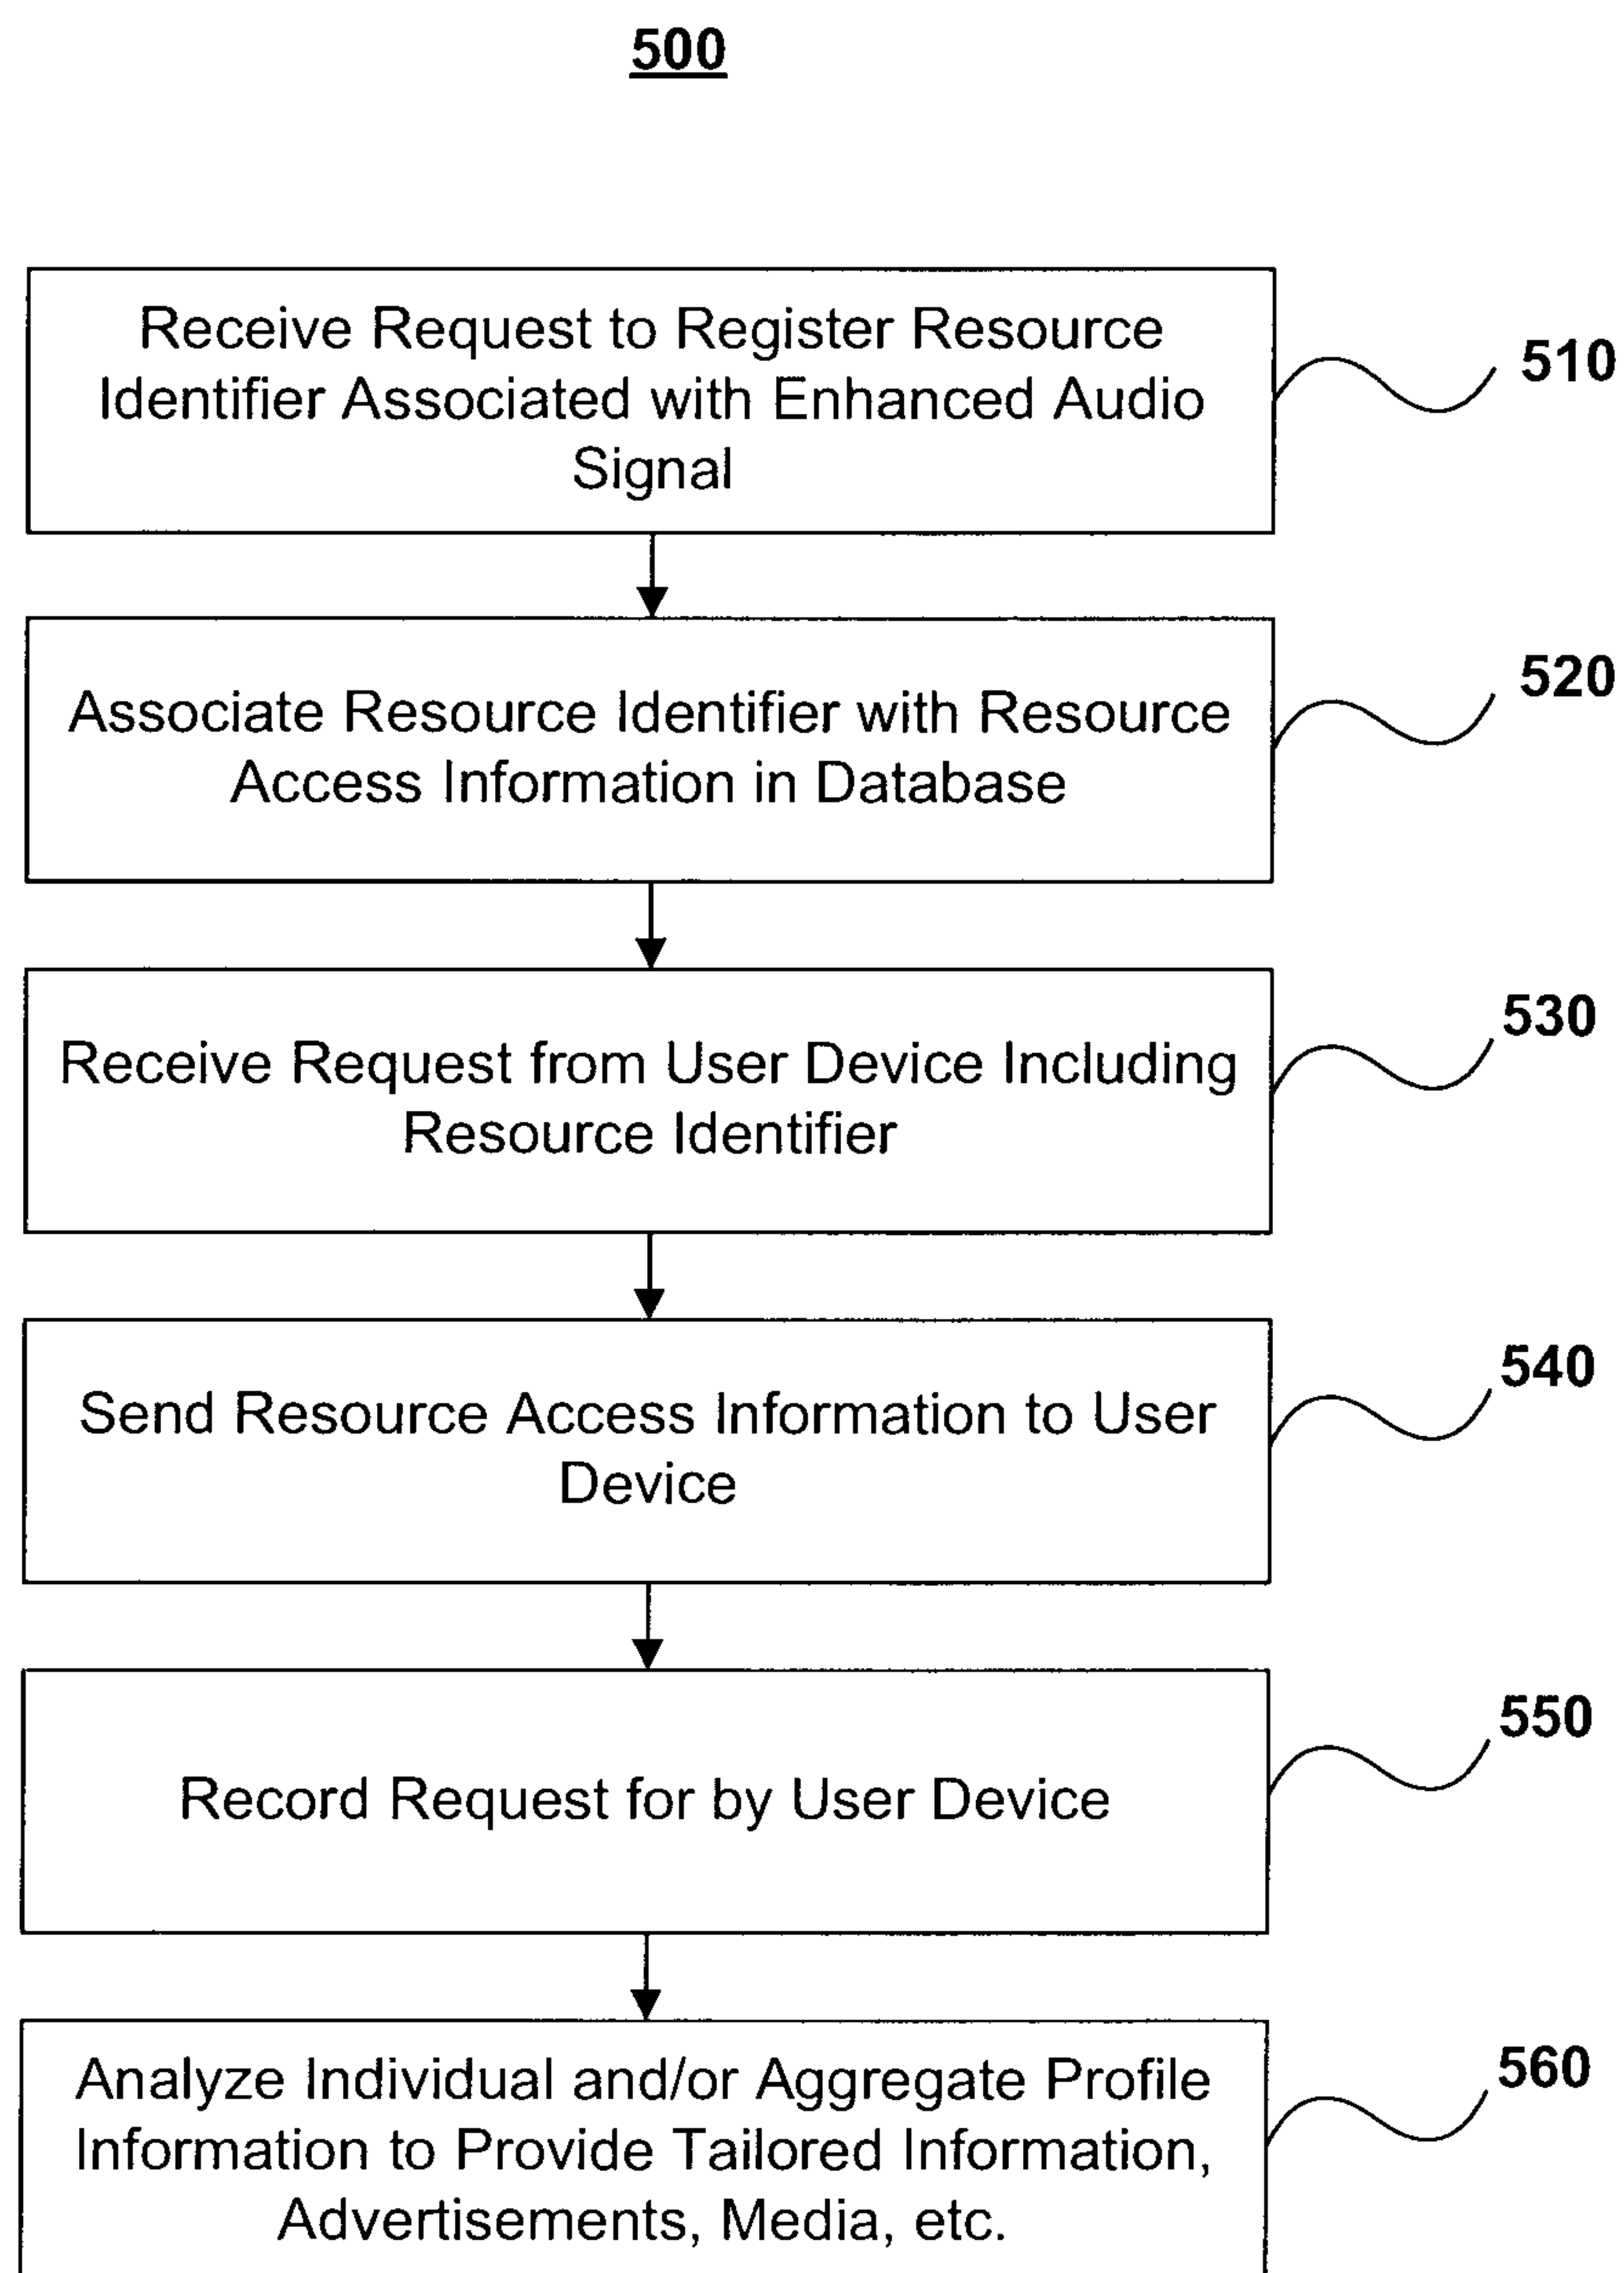 500
Receive Request to Register Resource
Identifier Associated with Enhanced Audio
Signal
510
Associate Resource Identifier with Resource
Access Information in Database
520
Receive Request from User Device Including
Resource Identifier
530
Send Resource Access Information to User
Device
540
Record Request for by User Device
550
Analyze Individual and/or Aggregate Profile
Information to Provide Tailored Information,
Advertisements, Media, etc.
560